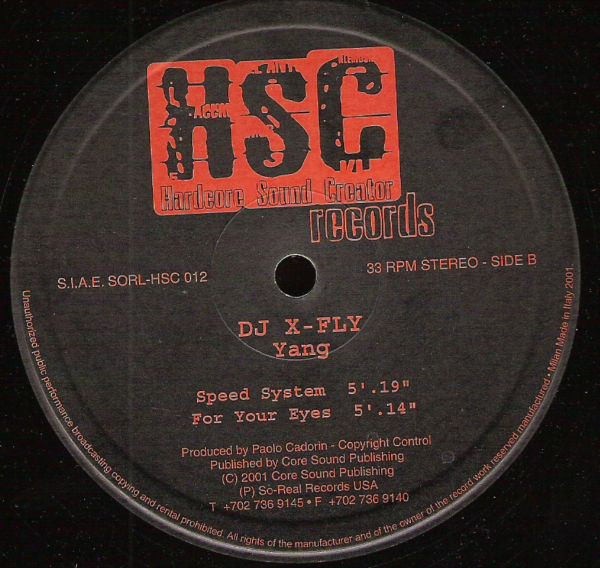 HSC
Hardcore Sound Creator
records
S.I.A.E. SORL-HSC 012
33 RPM STEREO - SIDE B
DJ X-FLY
Yang
Speed System 5'.19"
For Your Eyes 5'.14"
Produced by Paolo Cadorin - Copyright Control
Published by Core Sound Publishing
(C) 2001 Core Sound Publishing
(P) So-Real Records USA
T +702 736 9145 • F +702 736 9140
Unauthorized public performance broadcasting copying and rental prohibited. All rights of the manufacturer and of the owner of the record work reserved manufactured • Milan Made in Italy 2001.